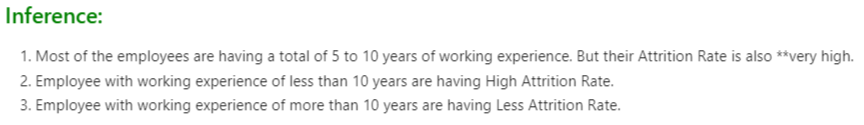 Inference:
1. Most of the employees are having a total of 5 to 10 years of working experience. But their Attrition Rate is also **very high.
2. Employee with working experience of less than 10 years are having High Attrition Rate.
3. Employee with working experience of more than 10 years are having Less Attrition Rate.